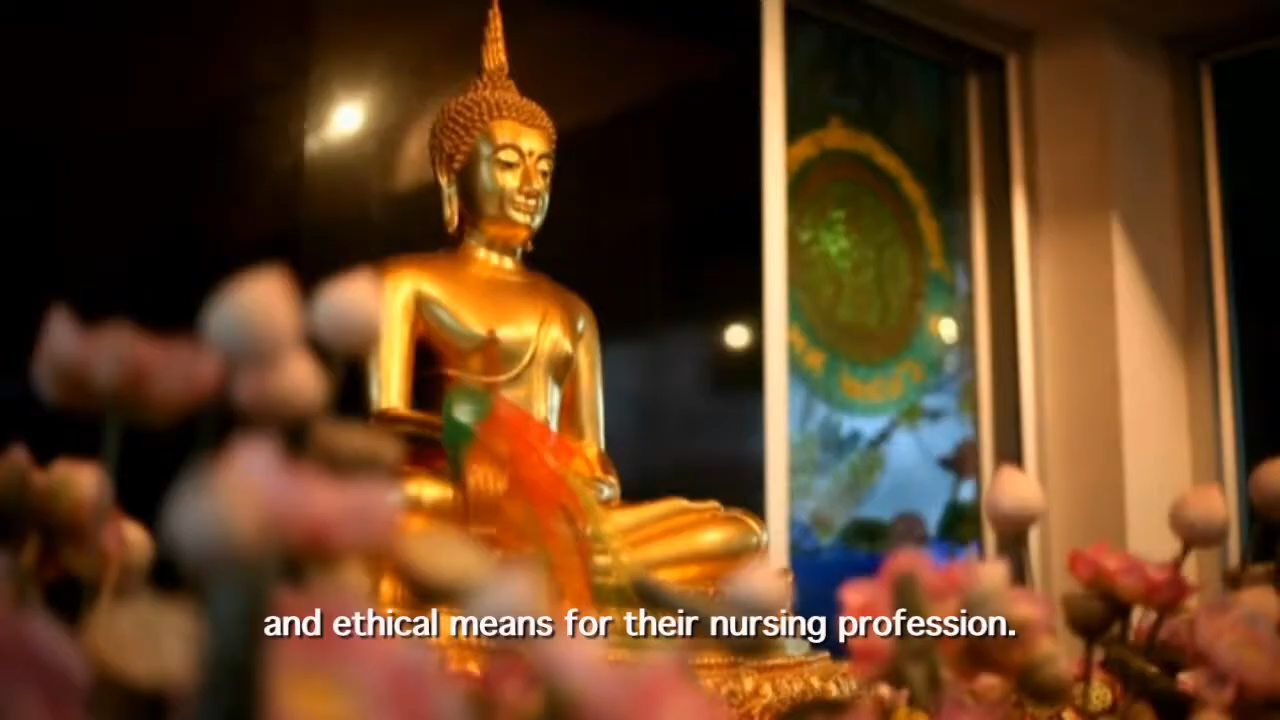 and ethical means for their nursing profession.